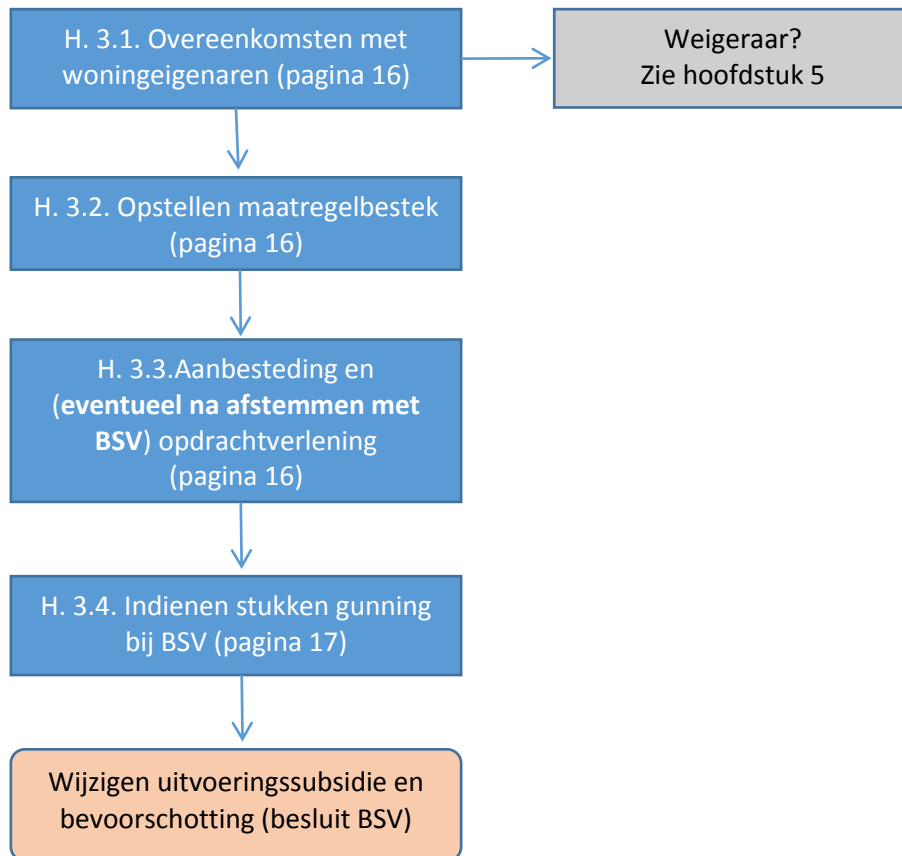 H. 3.1. Overeenkomsten met
woningeigenaren (pagina 16)
Weigeraar?
Zie hoofdstuk 5
H. 3.2. Opstellen maatregelbestek
(pagina 16)
H. 3.3.Aanbesteding en
(eventueel na afstemmen met
BSV) opdrachtverlening
(pagina 16)
H. 3.4. Indienen stukken gunning
bij BSV (pagina 17)
Wijzigen uitvoeringssubsidie en
bevoorschotting (besluit BSV)